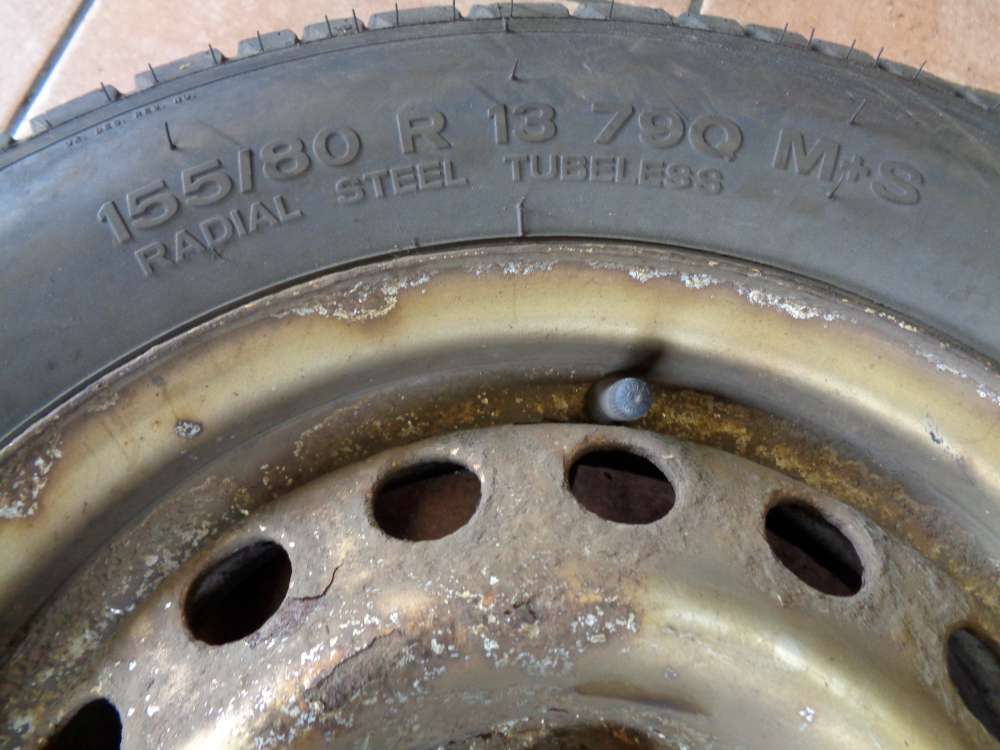 155/80 R 13 79Q M+S
RADIAL STEEL TUBELESS